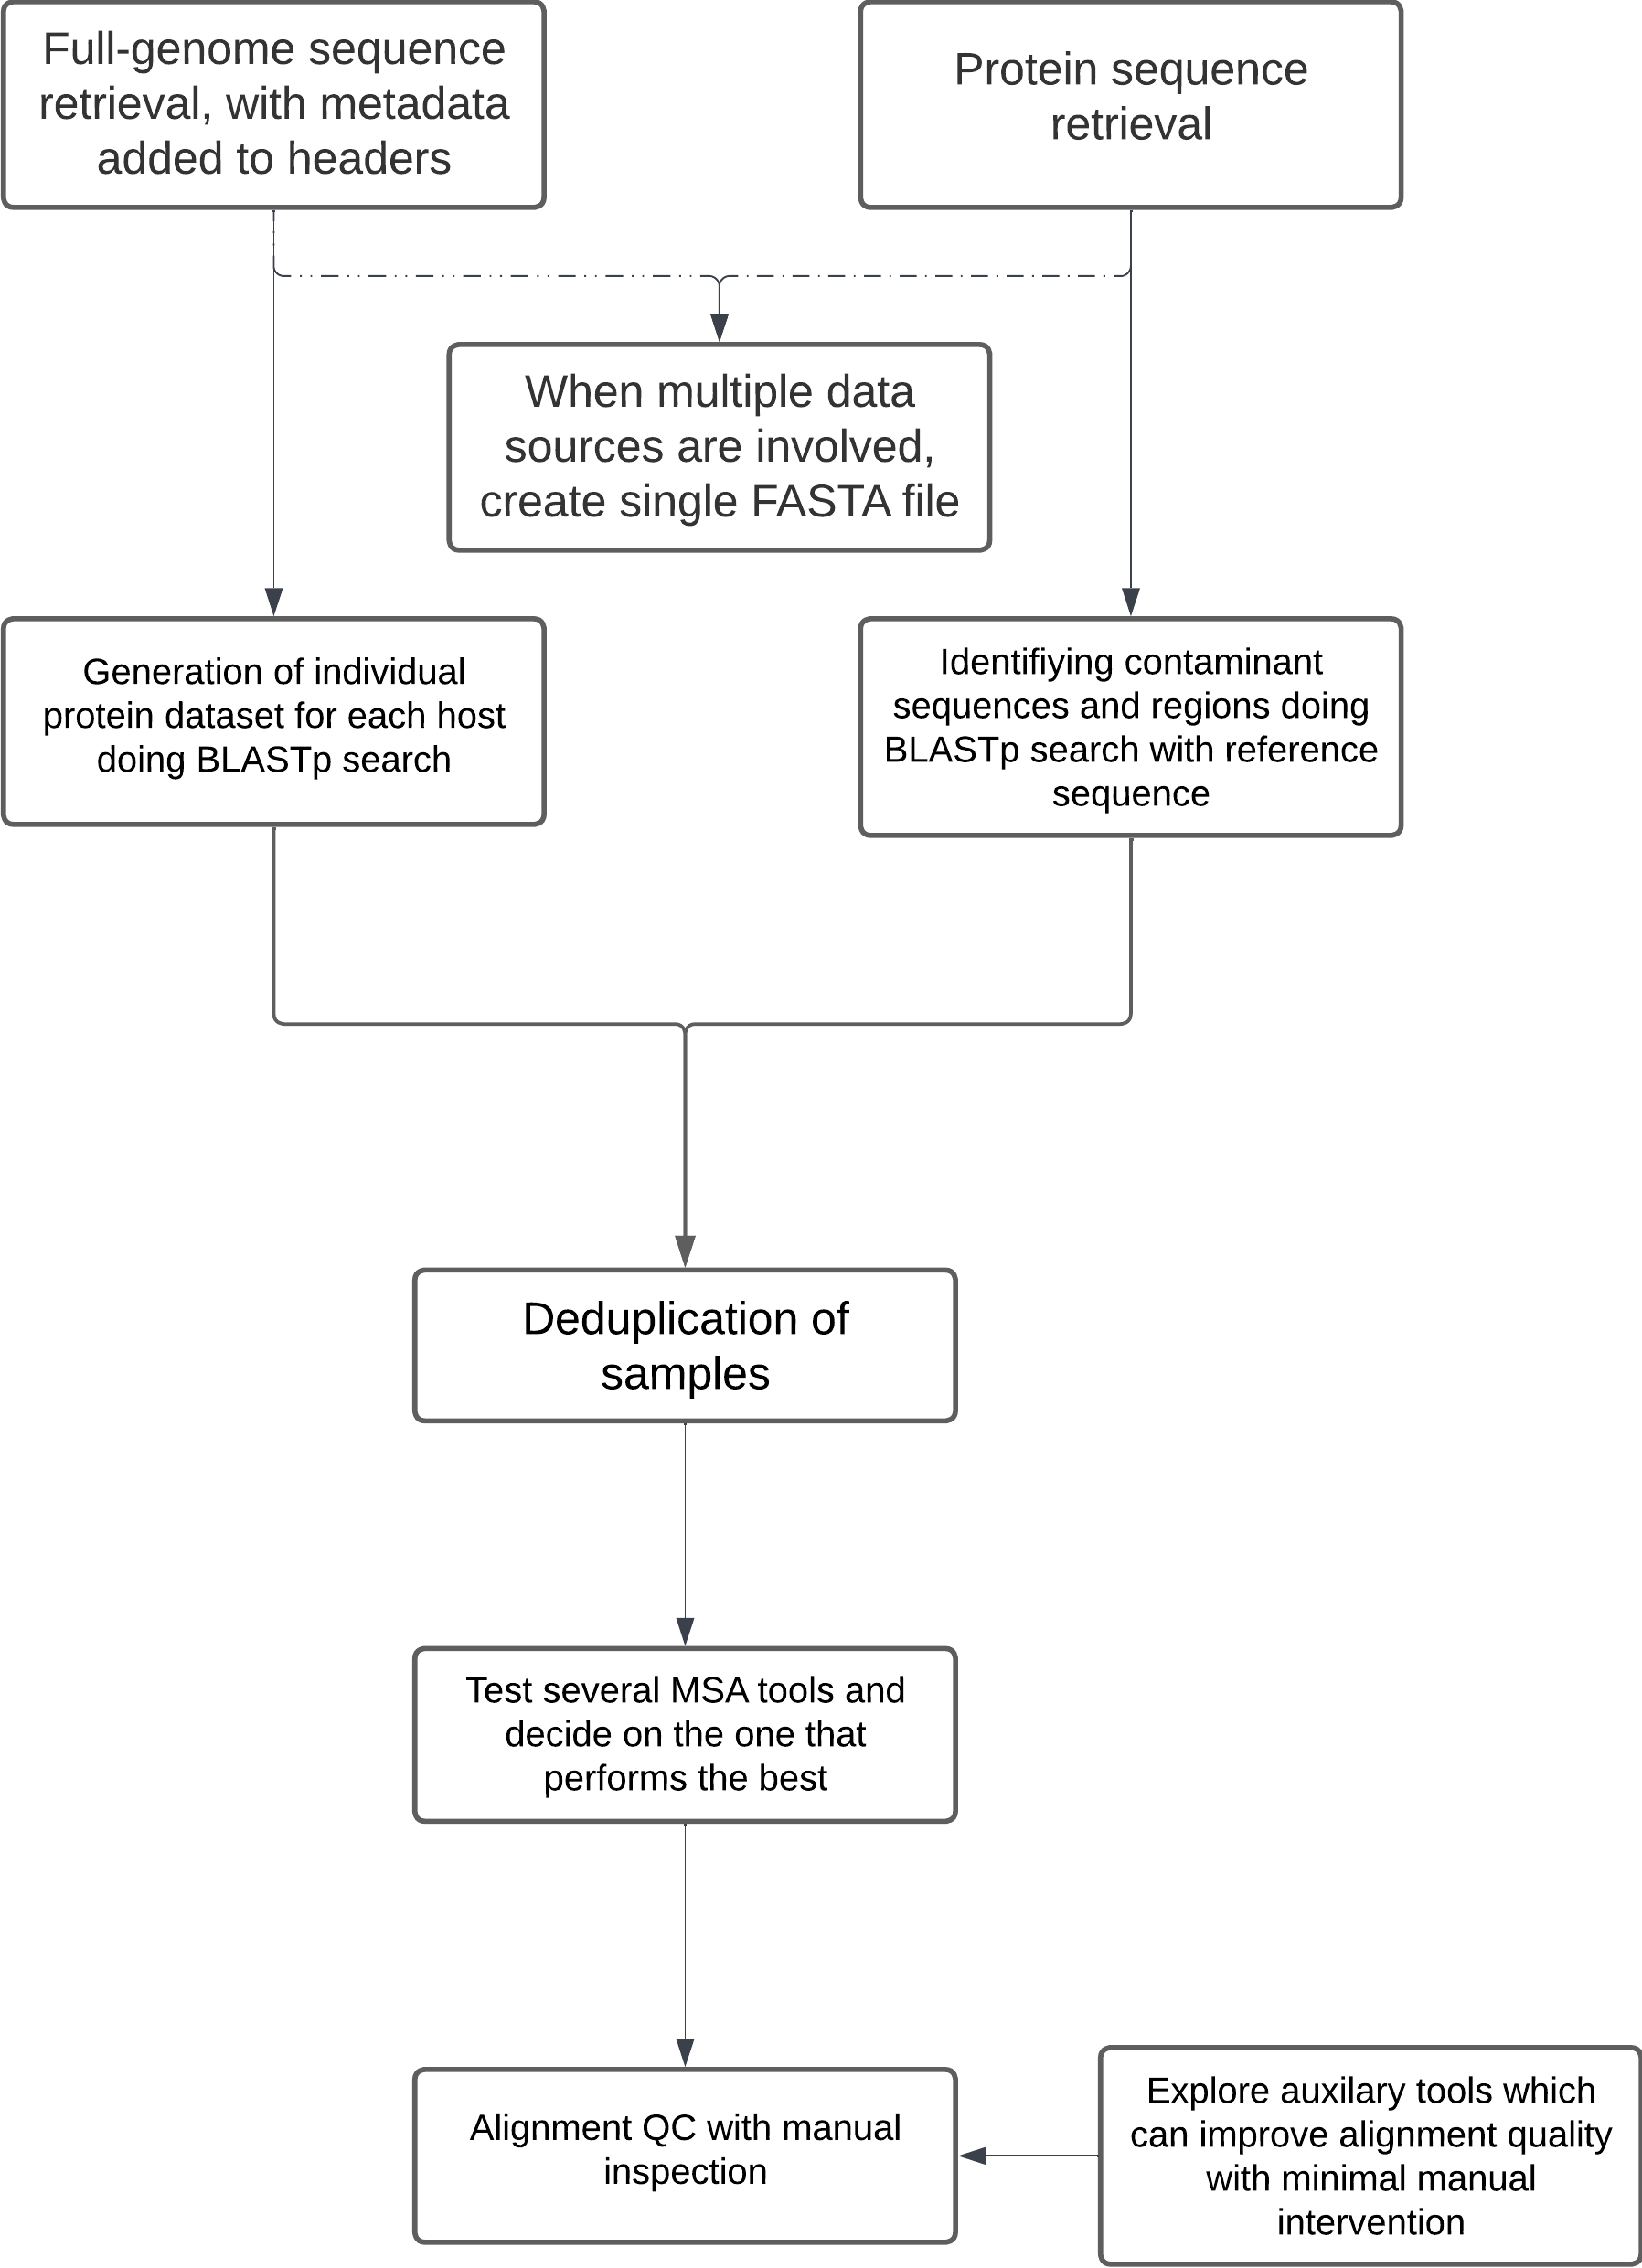 Full-genome sequence
retrieval, with metadata
added to headers
Protein sequence
retrieval
When multiple data
sources are involved,
create single FASTA file
Generation of individual
protein dataset for each host
doing BLASTp search
Identifiying contaminant
sequences and regions doing
BLASTp search with reference
sequence
Deduplication of
samples
Test several MSA tools and
decide on the one that
performs the best
Alignment QC with manual
inspection
Explore auxilary tools which
can improve alignment quality
with minimal manual
intervention